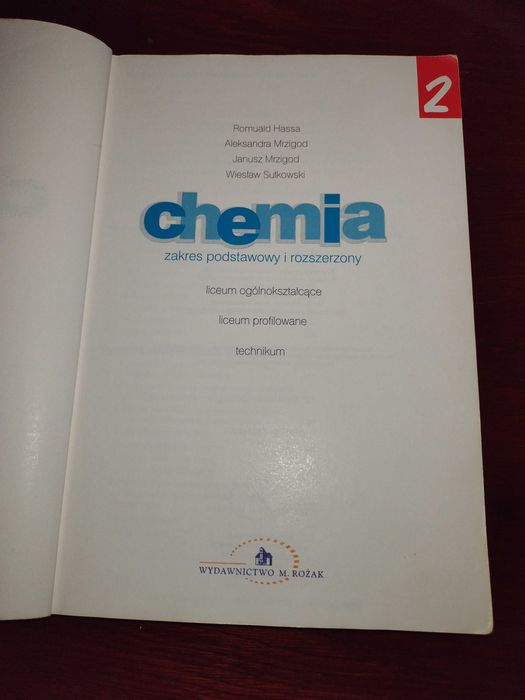 2
Romuald Hassa
Aleksandra Mrzigod
Janusz Mrzigod
Wiesław Sułkowski
chemia
zakres podstawowy i rozszerzony
liceum ogólnokształcące
liceum profilowane
technikum
WYDAWNICTWO M. ROŻAK